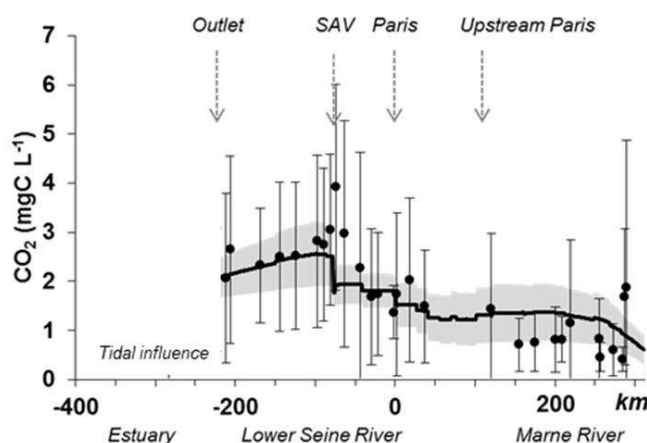 Outlet SAV Paris Upstream Paris
CO₂ (mgC L⁻¹)
7
6
5
4
3
2
1
0
Tidal influence
-400 -200 0 200 km
Estuary Lower Seine River Marne River